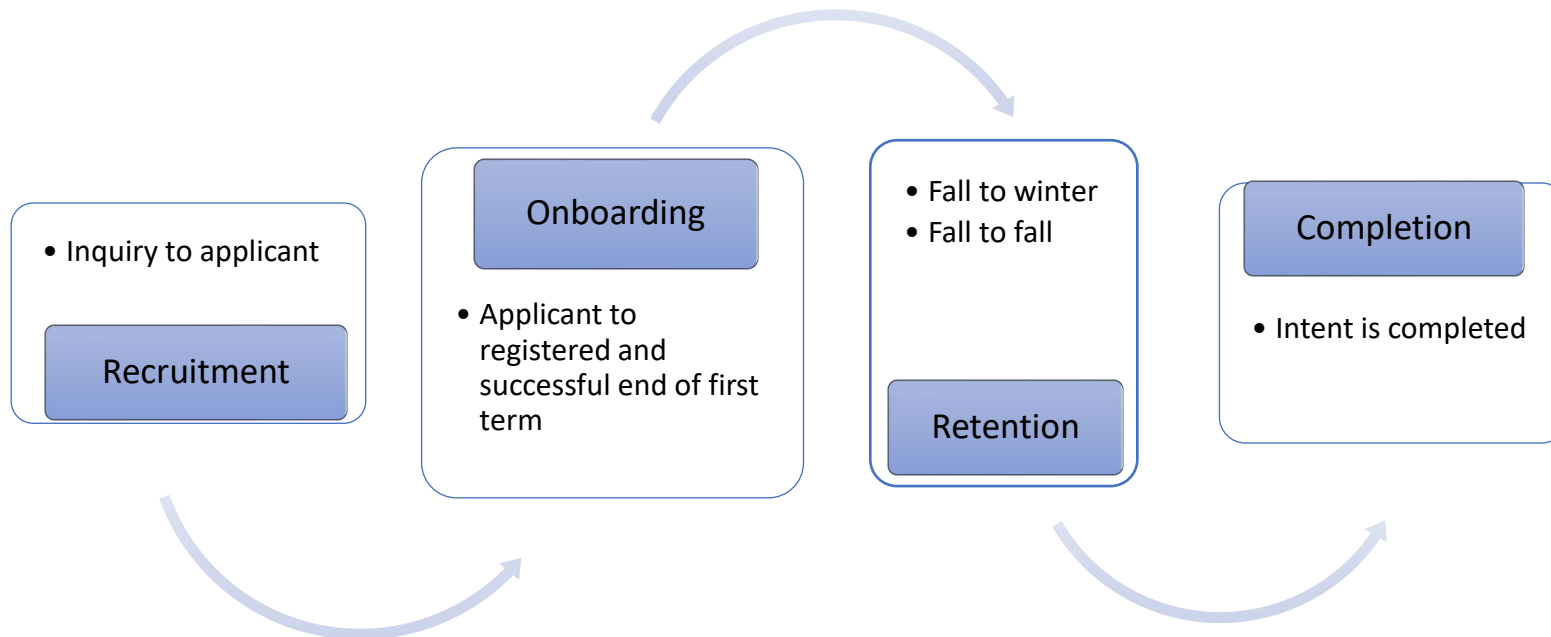 • Inquiry to applicant
Recruitment
Onboarding
• Applicant to
registered and
successful end of first
term
• Fall to winter
• Fall to fall
Retention
Completion
• Intent is completed